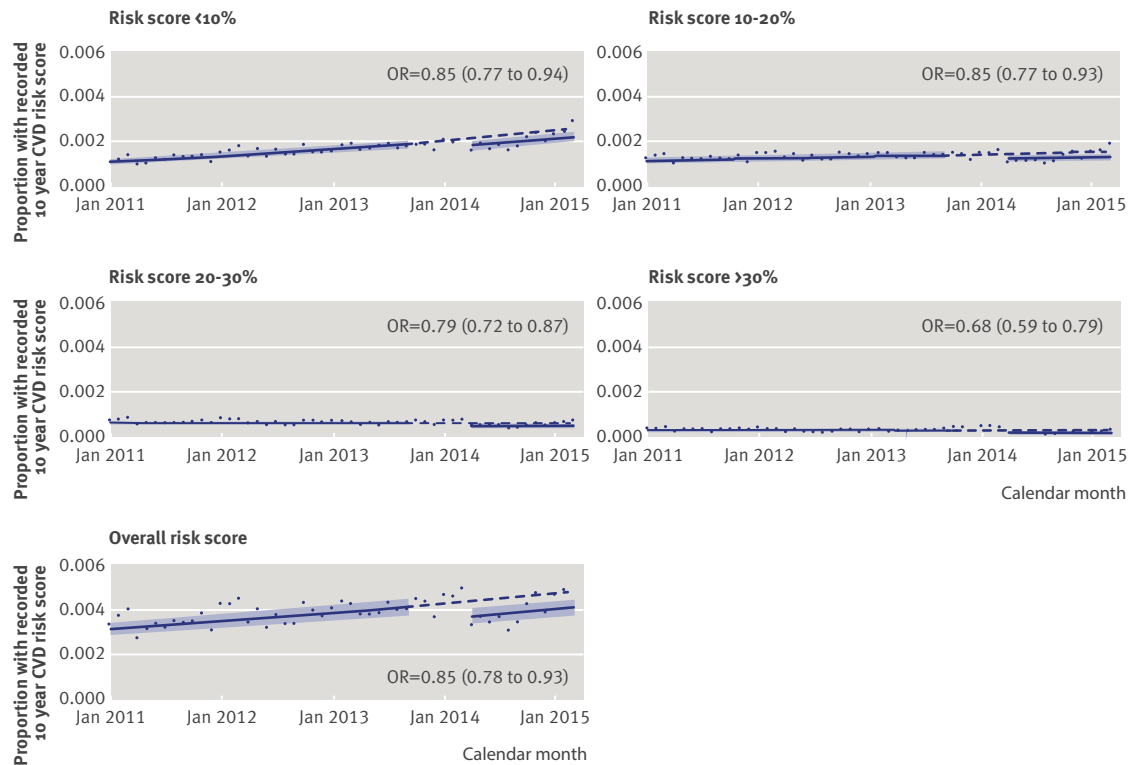 Risk score <10%
Risk score 10-20%
Proportion with recorded
10 year CVD risk score
0.006
0.004
0.002
0.000
OR=0.85 (0.77 to 0.94)
Jan 2011 Jan 2012 Jan 2013 Jan 2014 Jan 2015
0.006
0.004
0.002
0.000
OR=0.85 (0.77 to 0.93)
Jan 2011 Jan 2012 Jan 2013 Jan 2014 Jan 2015
Risk score 20-30%
Risk score >30%
Proportion with recorded
10 year CVD risk score
0.006
0.004
0.002
0.000
OR=0.79 (0.72 to 0.87)
Jan 2011 Jan 2012 Jan 2013 Jan 2014 Jan 2015
0.006
0.004
0.002
0.000
OR=0.68 (0.59 to 0.79)
Jan 2011 Jan 2012 Jan 2013 Jan 2014 Jan 2015
Calendar month
Overall risk score
Proportion with recorded
10 year CVD risk score
0.006
0.004
0.002
0.000
OR=0.85 (0.78 to 0.93)
Jan 2011 Jan 2012 Jan 2013 Jan 2014 Jan 2015
Calendar month